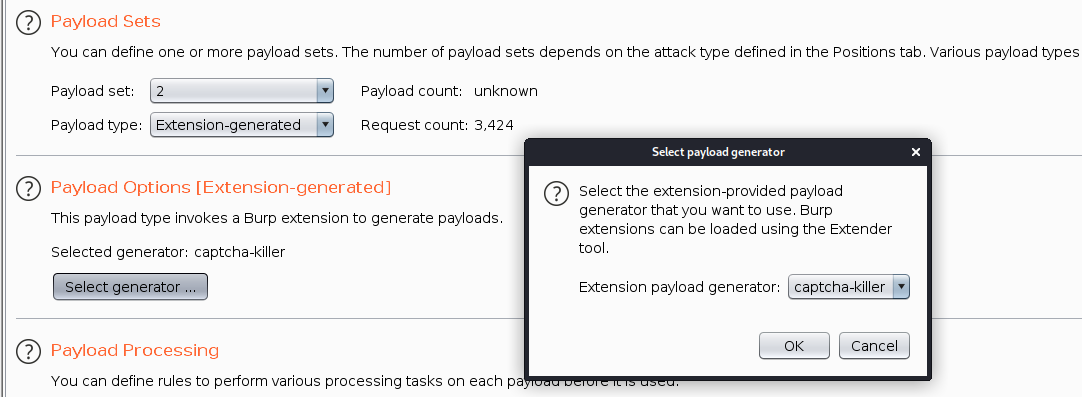 Payload Sets
You can define one or more payload sets. The number of payload sets depends on the attack type defined in the Positions tab. Various payload types
Payload set: 2 Payload count: unknown
Payload type: Extension-generated Request count: 3,424
Payload Options [Extension-generated]
This payload type invokes a Burp extension to generate payloads.
Selected generator: captcha-killer
Select generator ...
Payload Processing
You can define rules to perform various processing tasks on each payload before it is used.
Select payload generator
Select the extension-provided payload
generator that you want to use. Burp
extensions can be loaded using the Extender
tool.
Extension payload generator: captcha-killer
OK Cancel